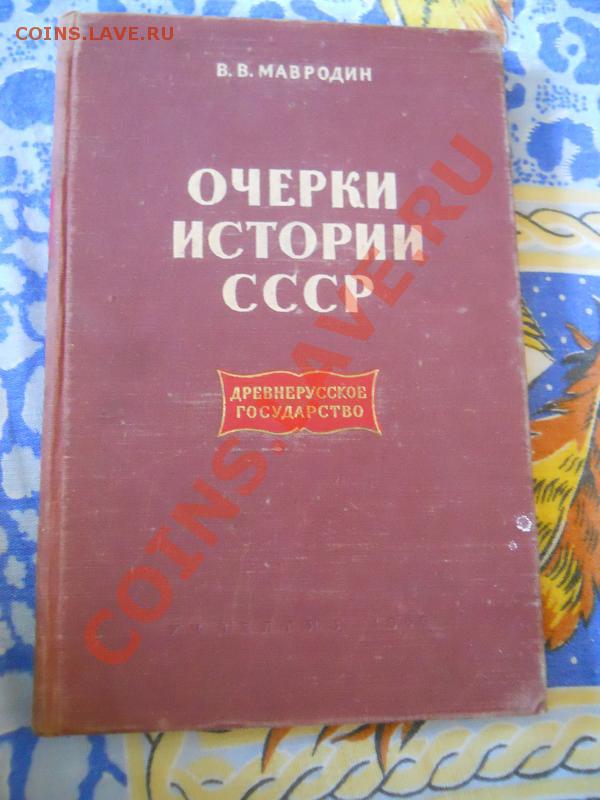 COINS.LAVE.RU
В. В. МАВРОДИН
ОЧЕРКИ
ИСТОРИИ
СССР
ДРЕВНЕРУССКОЕ
ГОСУДАРСТВО
COINS.LAVE.RU